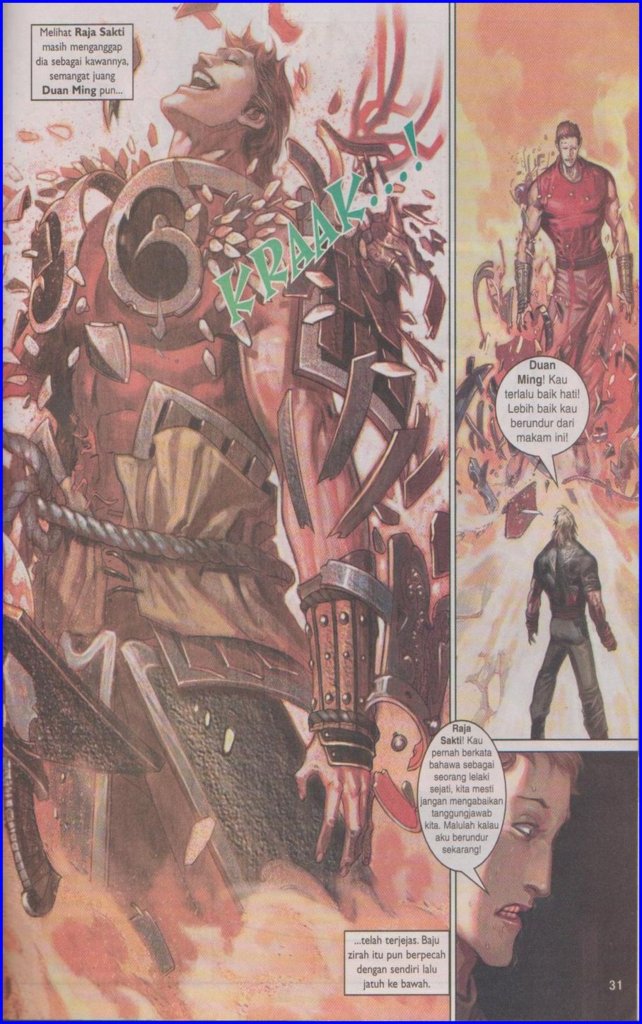 Melihat Raja Sakti
masih menganggap
dia sebagai kawannya,
semangat juang
Duan Ming pun...
KRAAK...!
...telah terjejas. Baju
zirah itu pun berpecah
dengan sendiri lalu
jatuh ke bawah.
Duan
Ming! Kau
terlalu baik hati!
Lebih baik kau
berundur dari
makam ini!
Raja
Sakti! Kau
pernah berkata
bahawa sebagai
seorang lelaki
sejati, kita mesti
jangan mengabaikan
tanggungjawab
kita. Malulah kalau
aku berundur
sekarang!
31